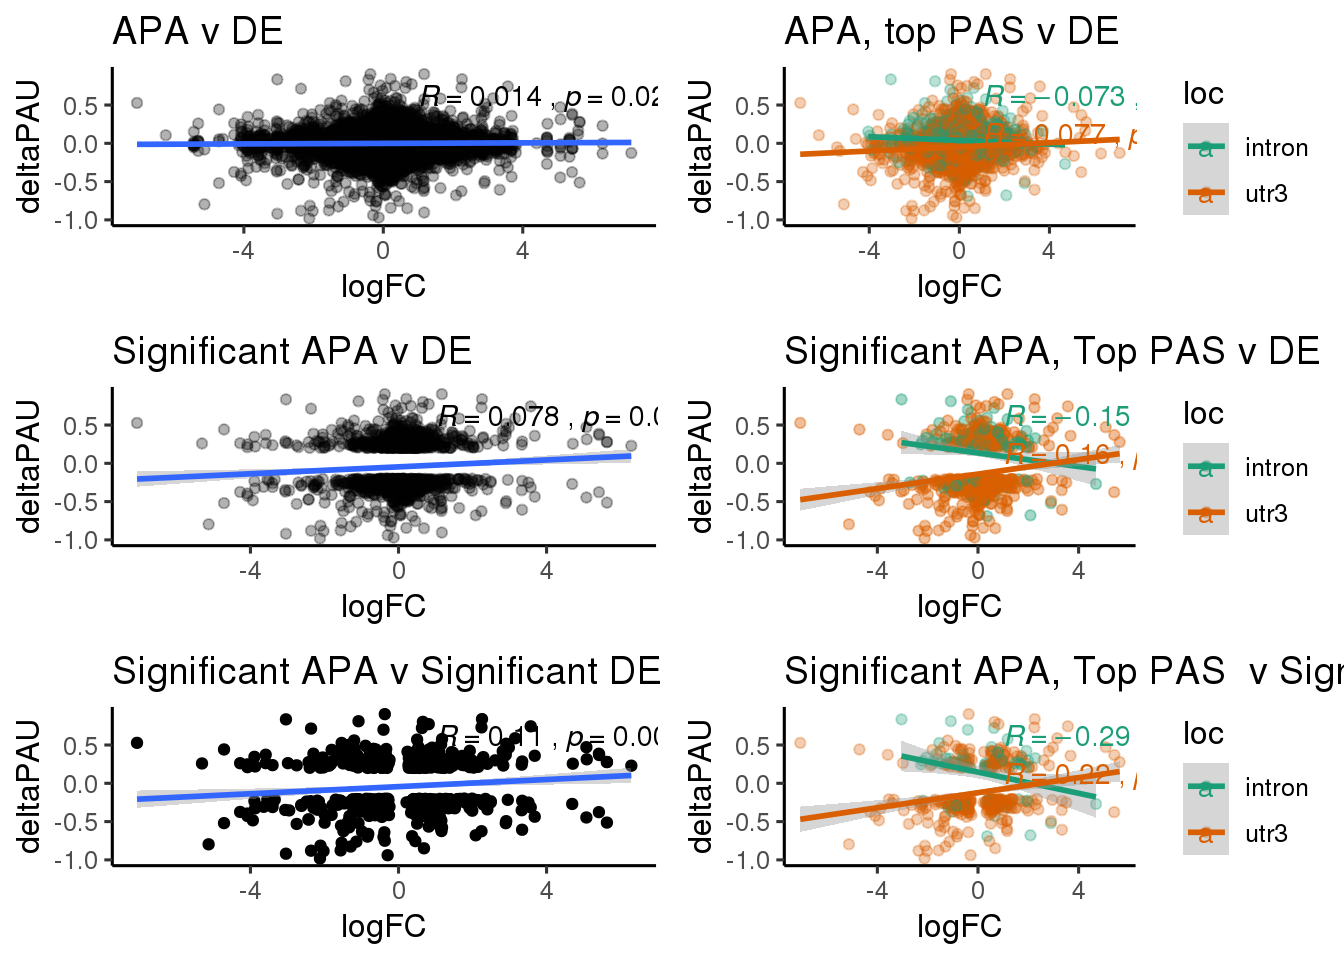 APA v DE
R = 0.014 , p = 0.02
deltaPAU
0.5
0.0
-0.5
-1.0
-4
0
4
logFC
APA, top PAS v DE
R = −0.073 ,
R = 0.077 , p
deltaPAU
0.5
0.0
-0.5
-1.0
-4
0
4
logFC
loc
a intron
a utr3
Significant APA v DE
R = 0.078 , p = 0.0
deltaPAU
0.5
0.0
-0.5
-1.0
-4
0
4
logFC
Significant APA, Top PAS v DE
R = −0.15
R = 0.16 , p
deltaPAU
0.5
0.0
-0.5
-1.0
-4
0
4
logFC
loc
a intron
a utr3
Significant APA v Significant DE
R = 0.11 , p = 0.00
deltaPAU
0.5
0.0
-0.5
-1.0
-4
0
4
logFC
Significant APA, Top PAS  v Sign
R = −0.29
R = 0.22 , p
deltaPAU
0.5
0.0
-0.5
-1.0
-4
0
4
logFC
loc
a intron
a utr3